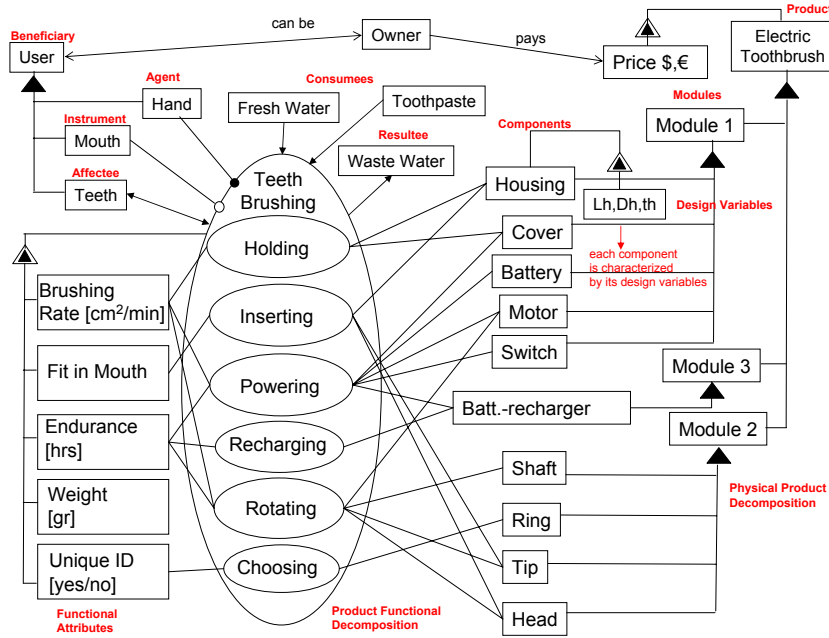 Product
can be
Beneficiary
User
Owner
pays
Price $,€
Electric
Toothbrush
Agent
Hand
Consumees
Fresh Water
Toothpaste
Modules
Module 1
Instrument
Mouth
Resultee
Waste Water
Components
Affectee
Teeth
Teeth
Brushing
Housing
Lh,Dh,th
Design Variables
Holding
Cover
each component
is characterized
by its design variables
Battery
Brushing
Rate [cm²/min]
Inserting
Motor
Switch
Fit in Mouth
Powering
Module 3
Batt.-recharger
Endurance
[hrs]
Recharging
Module 2
Shaft
Weight
[gr]
Rotating
Physical Product
Decomposition
Ring
Unique ID
[yes/no]
Choosing
Tip
Functional
Attributes
Product Functional
Decomposition
Head